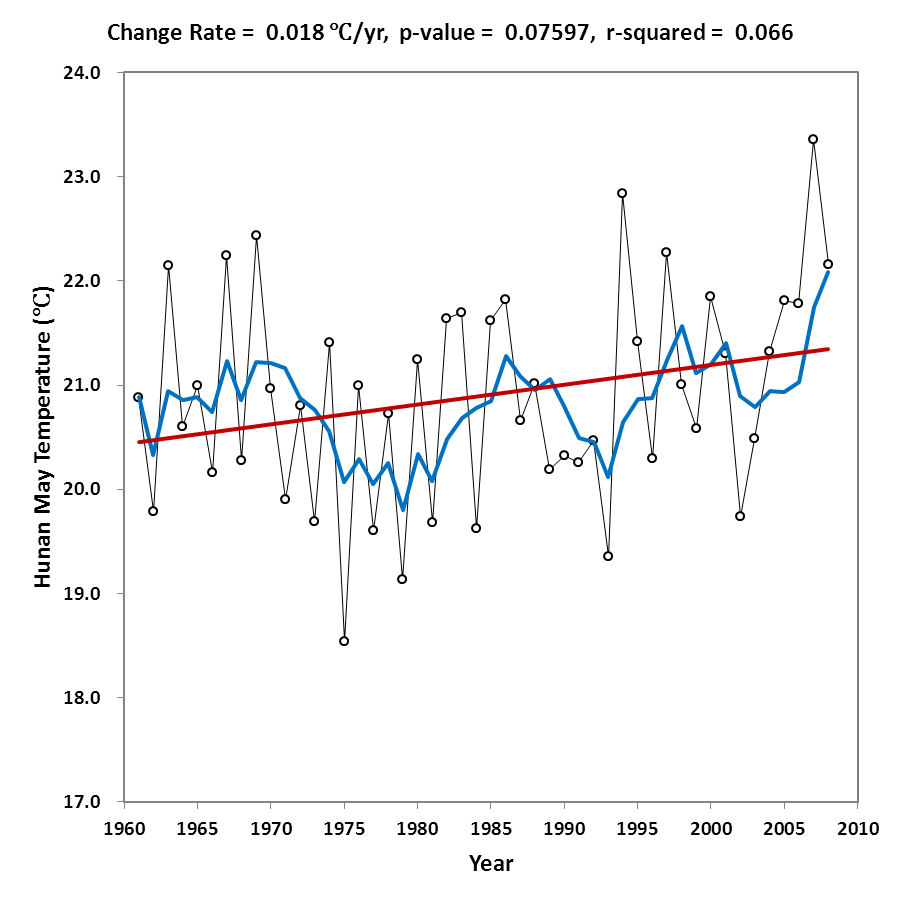 Change Rate = 0.018 ℃/yr, p-value = 0.07597, r-squared = 0.066
24.0
23.0
22.0
21.0
20.0
19.0
18.0
17.0
Hunan May Temperature (℃)
1960 1965 1970 1975 1980 1985 1990 1995 2000 2005 2010
Year